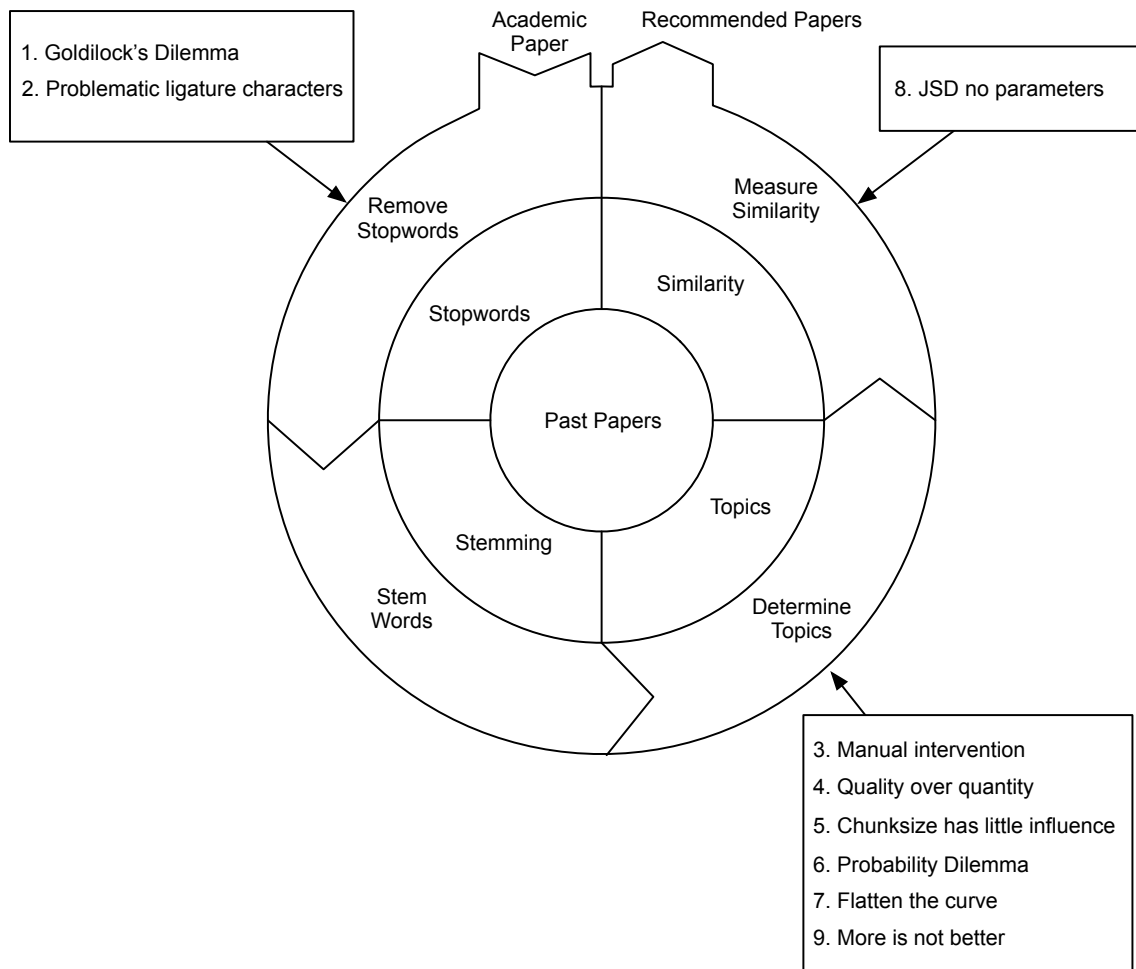 Academic
Paper
Recommended Papers
1. Goldilock's Dilemma
2. Problematic ligature characters
8. JSD no parameters
Remove
Stopwords
Measure
Similarity
Stopwords
Similarity
Past Papers
Stemming
Topics
Stem
Words
Determine
Topics
3. Manual intervention
4. Quality over quantity
5. Chunksize has little influence
6. Probability Dilemma
7. Flatten the curve
9. More is not better